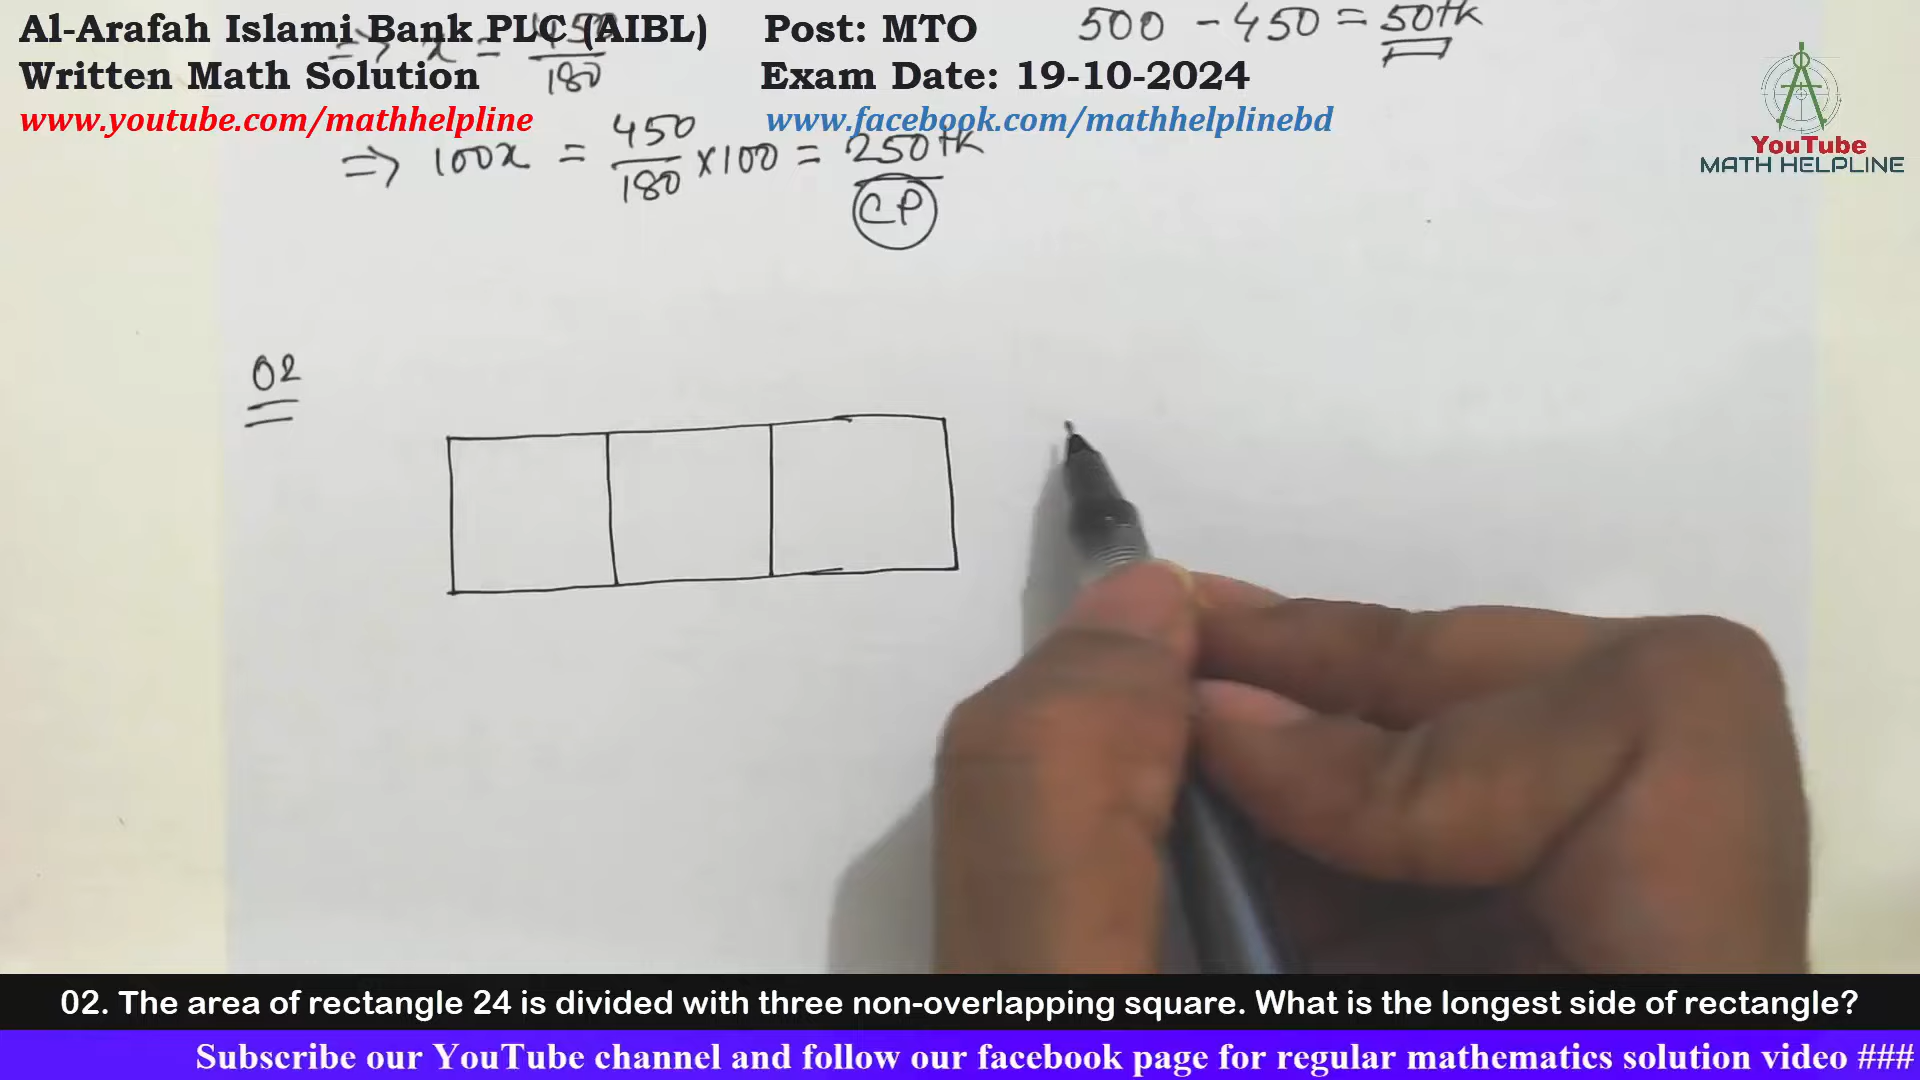 Al-Arafah Islami Bank PLC (AIBL) Post: MTO
500 - 450 = 50tk
=> x = 450/180
Written Math Solution Exam Date: 19-10-2024
www.youtube.com/mathhelpline www.facebook.com/mathhelplinebd
YouTube
MATH HELPLINE
=> 100x = 450/180 × 100 = 250tk
CP
02
02. The area of rectangle 24 is divided with three non-overlapping square. What is the longest side of rectangle?
Subscribe our YouTube channel and follow our facebook page for regular mathematics solution video ###